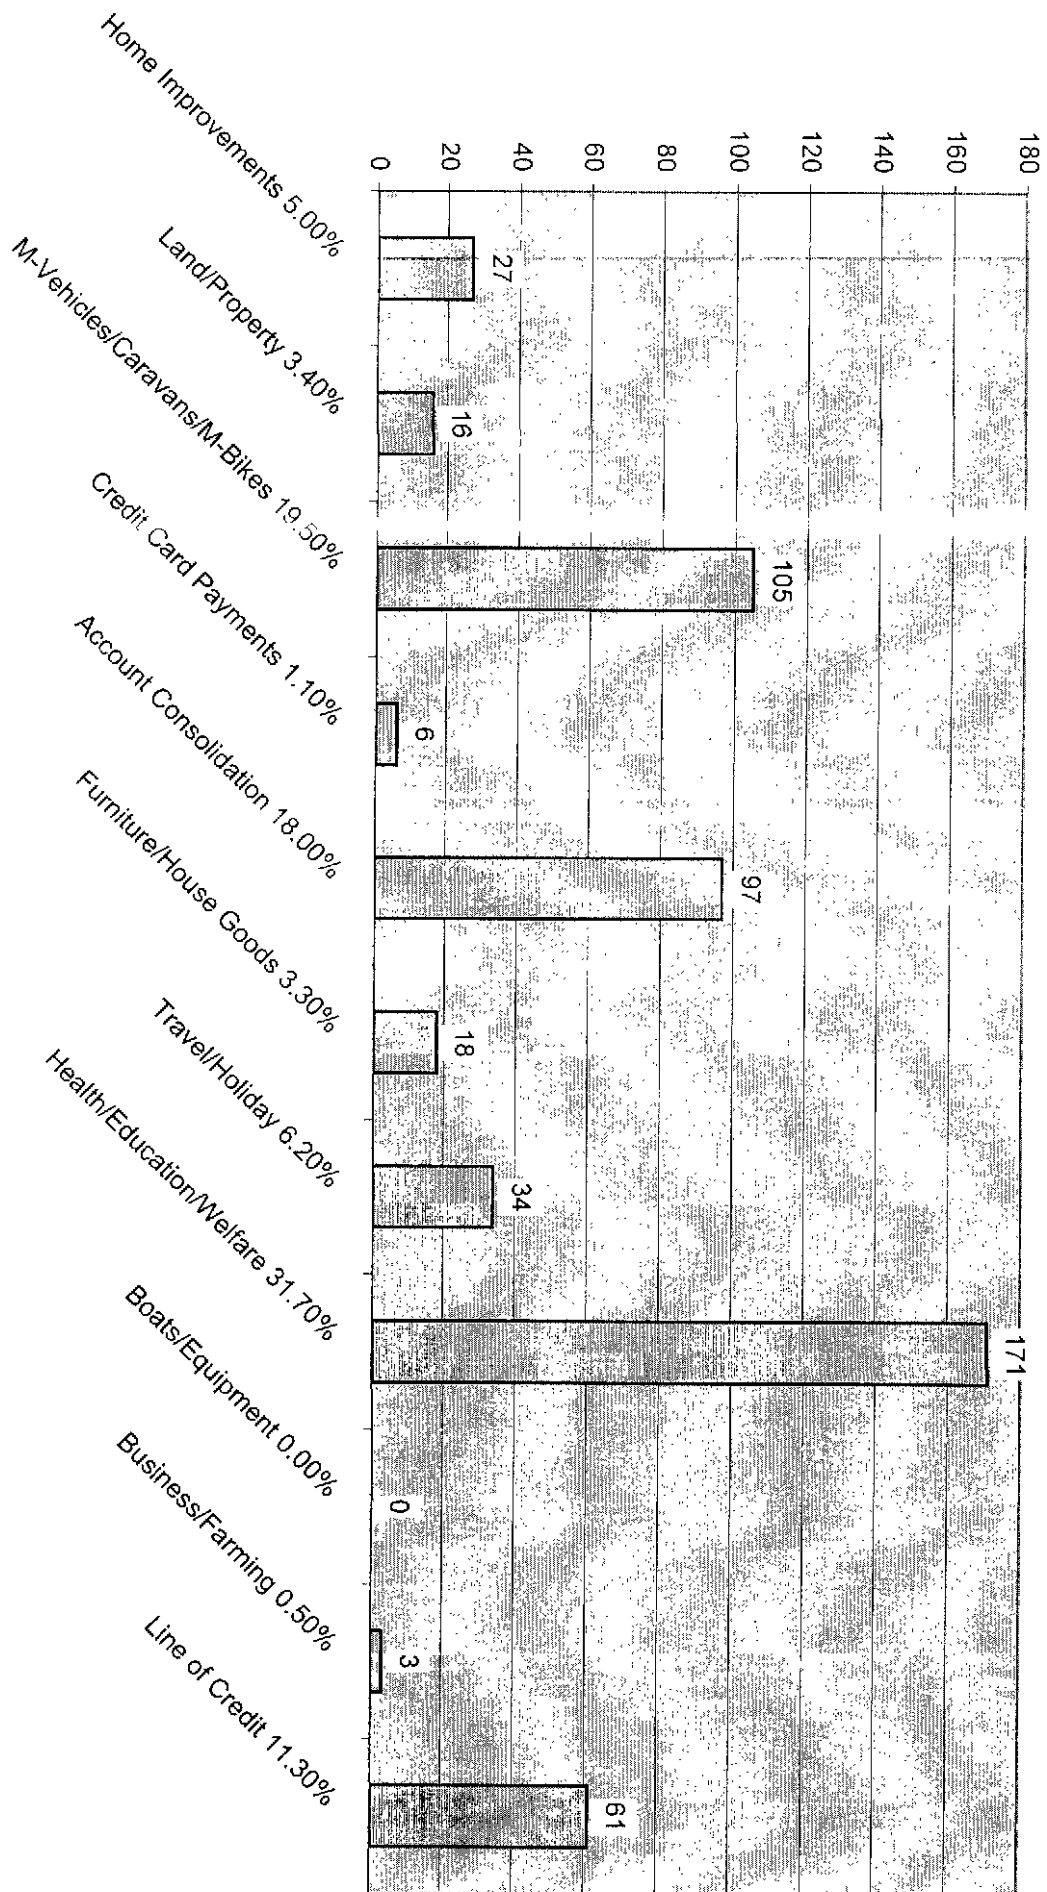 180
160
140
120
100
80
60
40
20
0
27
16
105
6
97
18
34
171
0
3
61
Home Improvements 5.00%
Land/Property 3.40%
M-Vehicles/Caravans/M-Bikes 19.50%
Credit Card Payments 1.10%
Account Consolidation 18.00%
Furniture/House Goods 3.30%
Travel/Holiday 6.20%
Health/Education/Welfare 31.70%
Boats/Equipment 0.00%
Business/Farming 0.50%
Line of Credit 11.30%